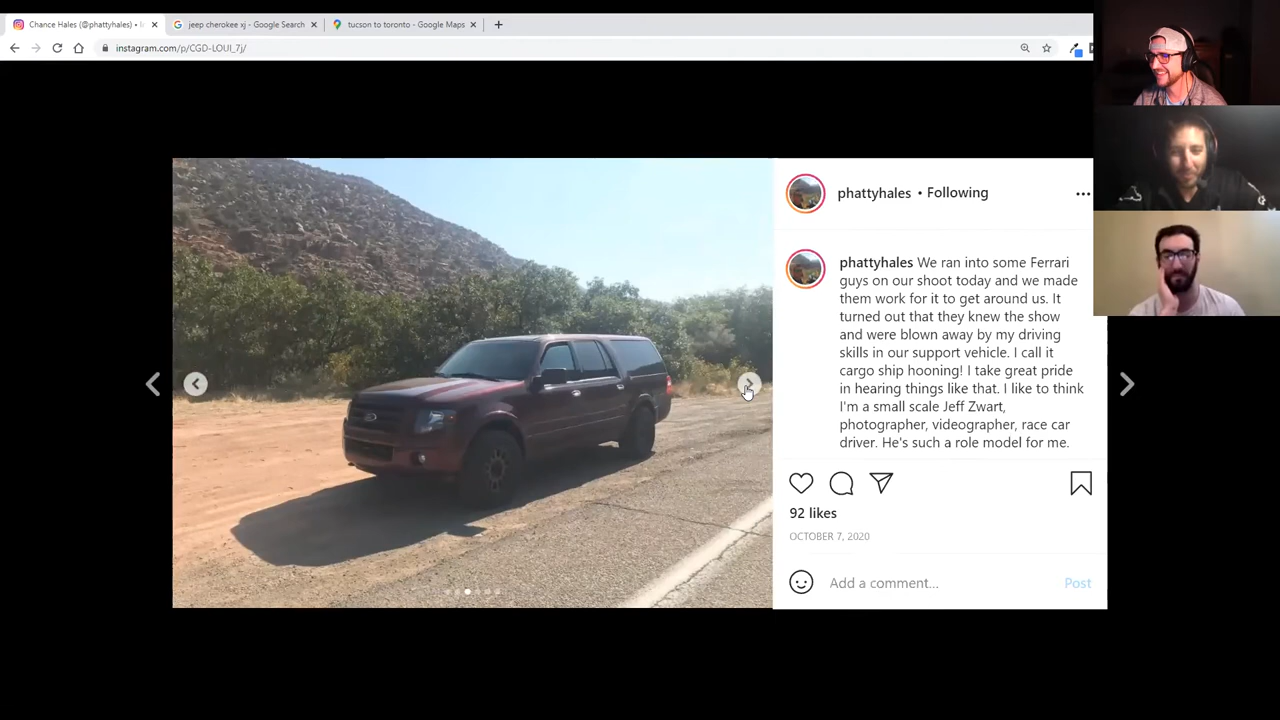 Chance Hales (@phattyhales) •
jeep cherokee xj - Google Search
tucson to toronto - Google Maps
instagram.com/p/CGD-LOUI_7j/
phattyhales • Following
phattyhales We ran into some Ferrari
guys on our shoot today and we made
them work for it to get around us. It
turned out that they knew the show
and were blown away by my driving
skills in our support vehicle. I call it
cargo ship hooning! I take great pride
in hearing things like that. I like to think
I'm a small scale Jeff Zwart,
photographer, videographer, race car
driver. He's such a role model for me.
92 likes
OCTOBER 7, 2020
Add a comment...
Post